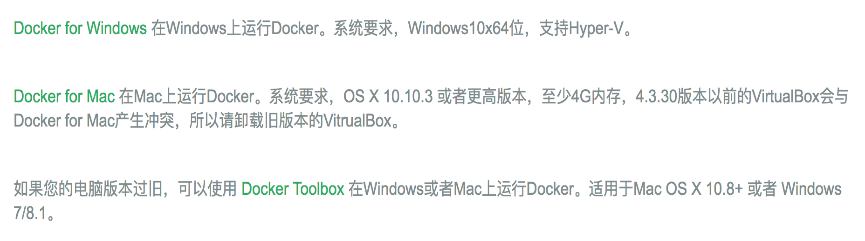 Docker for Windows 在Windows上运行Docker。系统要求，Windows10x64位，支持Hyper-V。
Docker for Mac 在Mac上运行Docker。系统要求，OS X 10.10.3 或者更高版本，至少4G内存，4.3.30版本以前的VirtualBox会与
Docker for Mac产生冲突，所以请卸载旧版本的VitrualBox。
如果您的电脑版本过旧，可以使用 Docker Toolbox 在Windows或者Mac上运行Docker。适用于Mac OS X 10.8+ 或者 Windows
7/8.1。